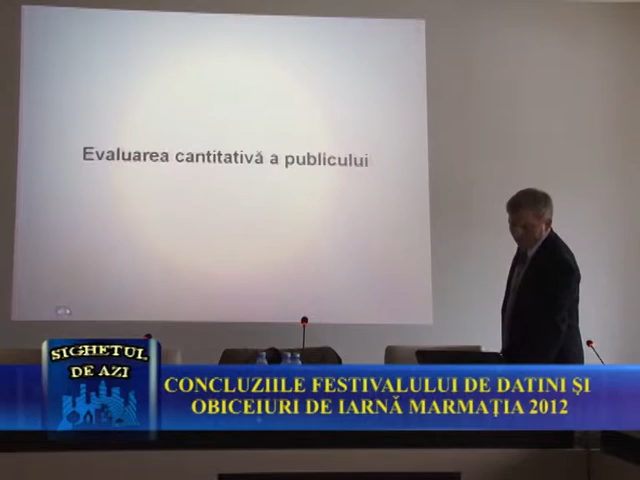 Evaluarea cantitativă a publicului
SIGHETUL
DE AZI
CONCLUZIILE FESTIVALULUI DE DATINI ŞI
OBICEIURI DE IARNĂ MARMAŢIA 2012